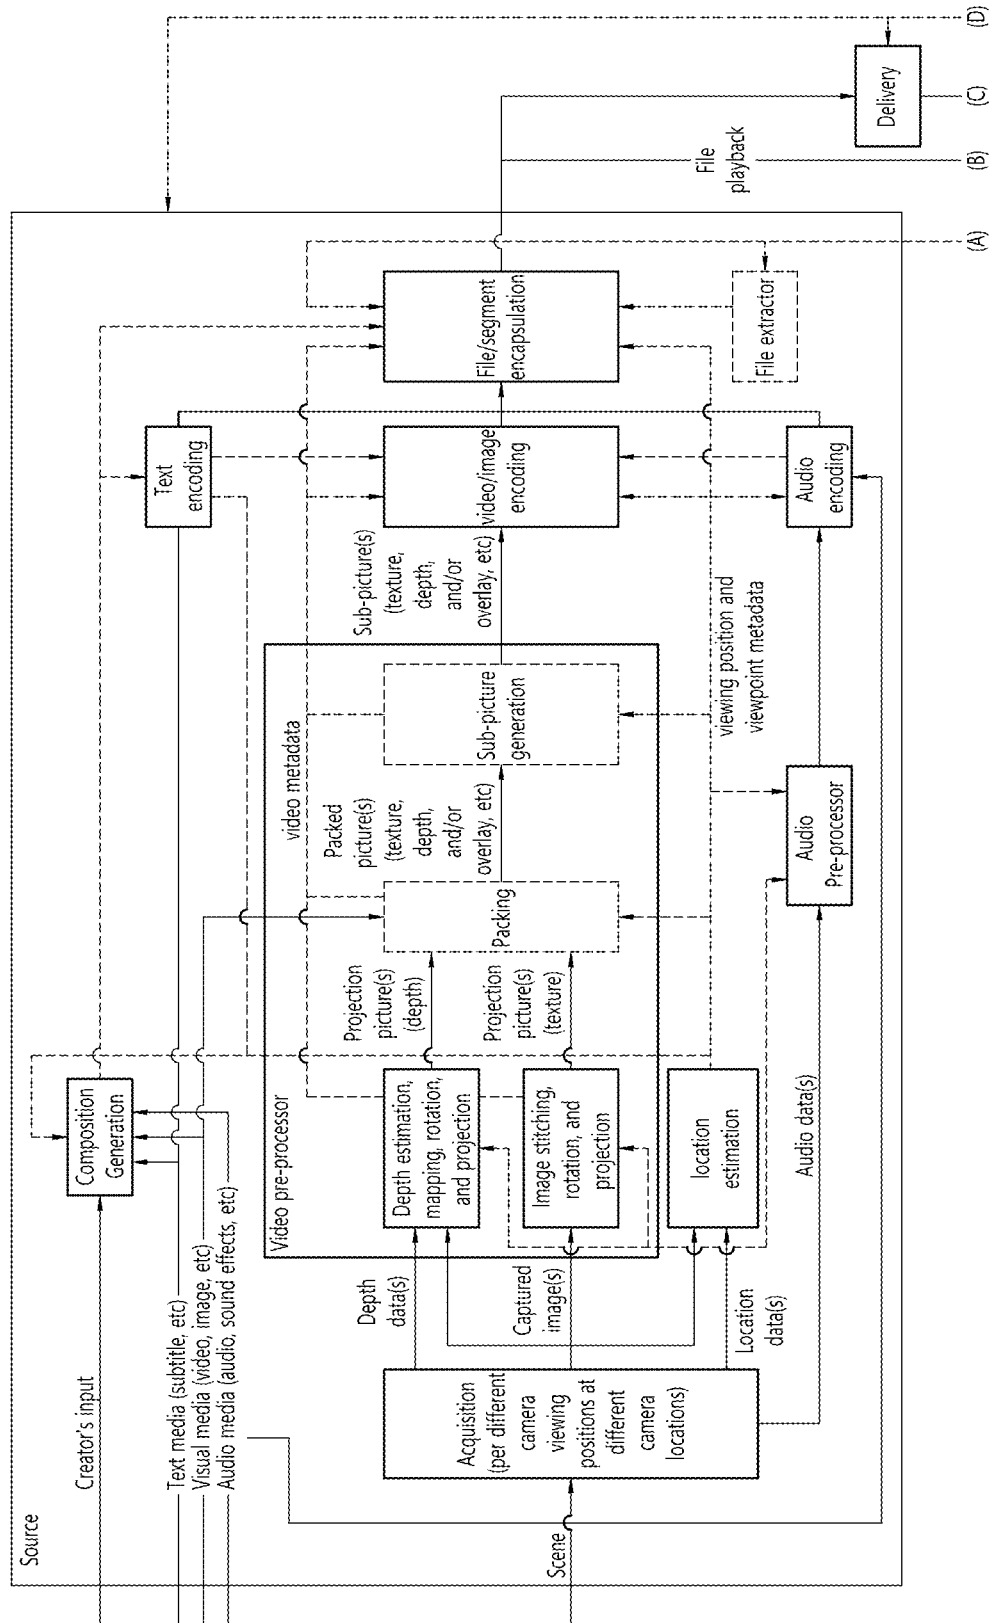 Source
Creator's input
Text media (subtitle, etc)
Visual media (video, image, etc)
Audio media (audio, sound effects, etc)
Scene
Acquisition
(per different
camera
viewing
positions at
different
camera
locations)
Depth
data(s)
Captured
image(s)
Location
data(s)
Audio data(s)
Composition
Generation
Video pre-processor
Depth estimation,
mapping, rotation,
and projection
Image stitching,
rotation, and
projection
location
estimation
Projection
picture(s)
(depth)
Projection
picture(s)
(texture)
Packing
video metadata
Packed
picture(s)
(texture,
depth,
and/or
overlay, etc)
Sub-picture
generation
Audio
Pre-processor
viewing position and
viewpoint metadata
Sub-picture(s)
(texture,
depth,
and/or
overlay, etc)
Text
encoding
video/image
encoding
Audio
encoding
File/segment
encapsulation
File extractor
File
playback
Delivery
(A)
(B)
(C)
(D)